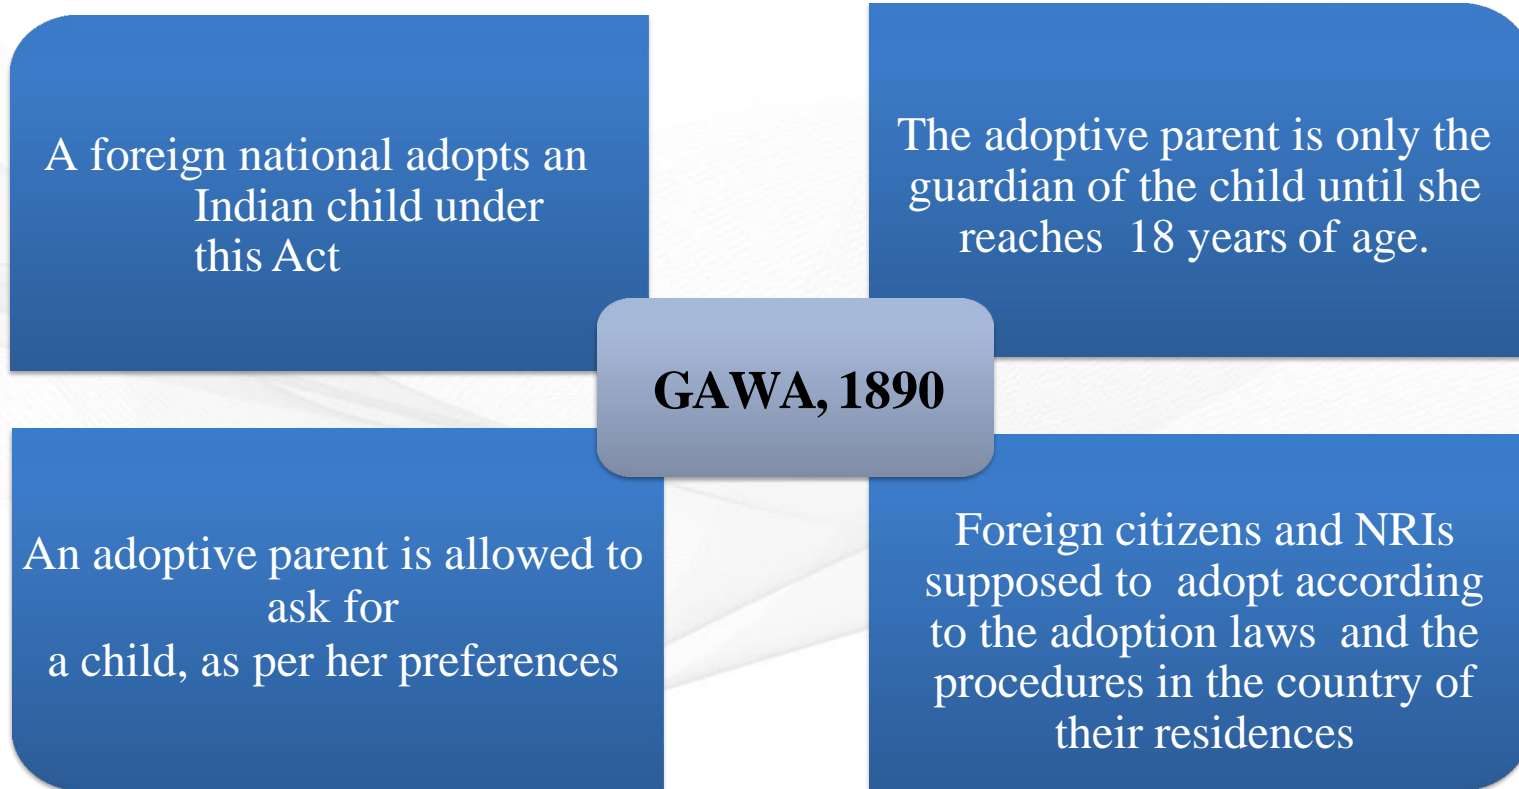 A foreign national adopts an
Indian child under
this Act
The adoptive parent is only the
guardian of the child until she
reaches 18 years of age.
GAWA, 1890
An adoptive parent is allowed to
ask for
a child, as per her preferences
Foreign citizens and NRIs
supposed to adopt according
to the adoption laws and the
procedures in the country of
their residences